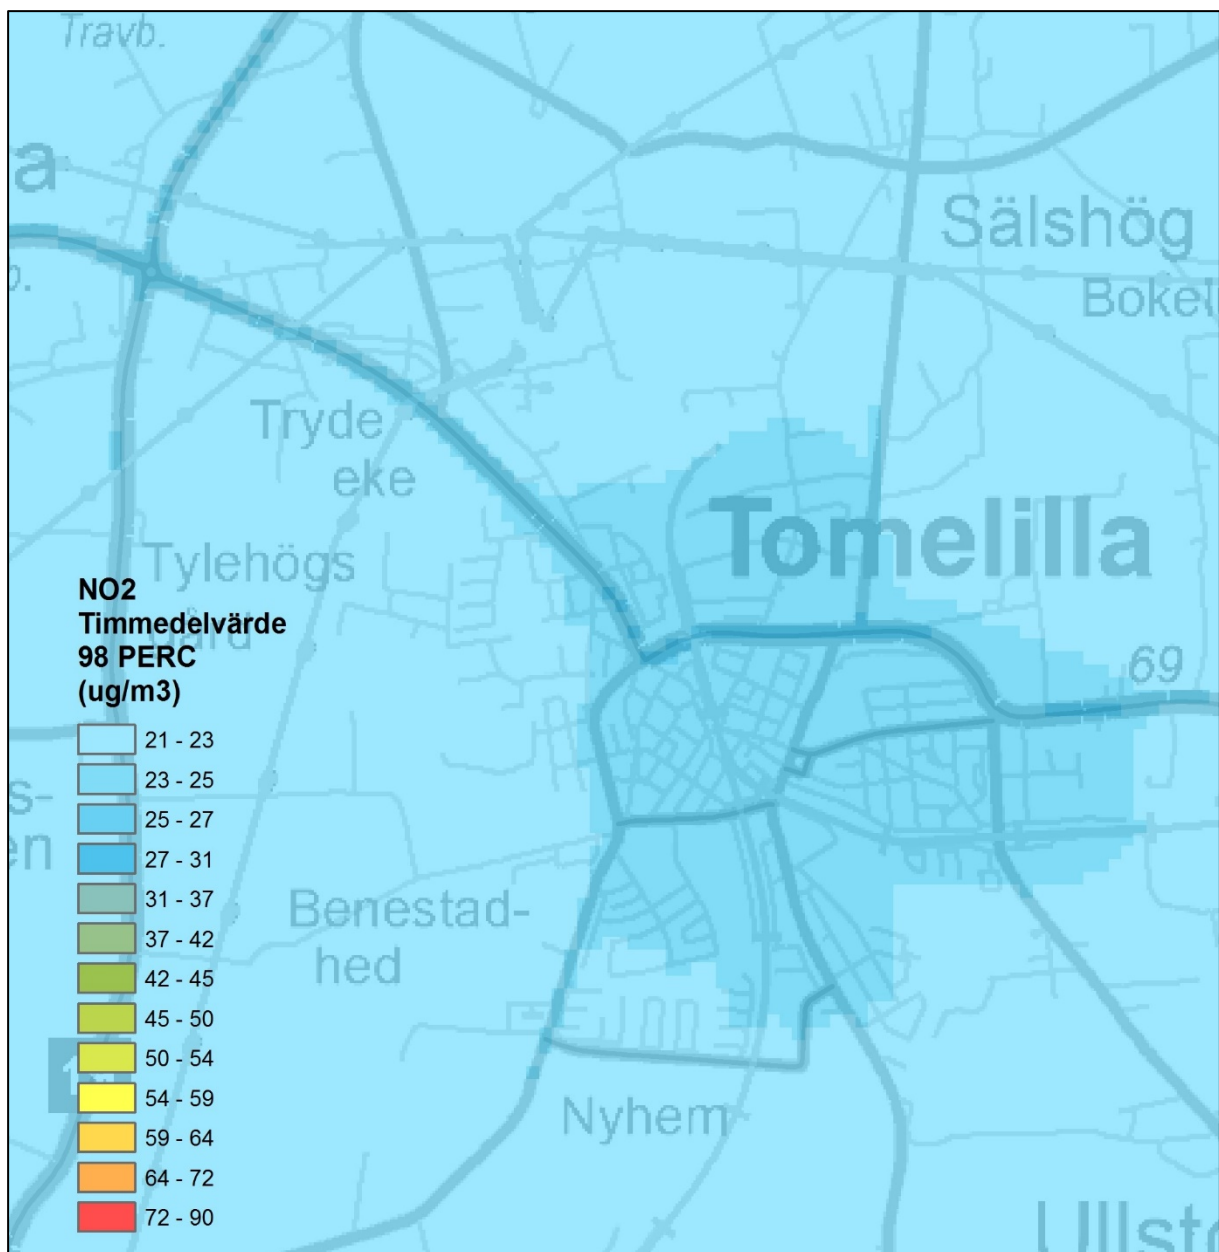 Travb.
a
Sälshög
Bokel
Tryde
eke
Tomelilla
Tylehögs
NO2
Timmedelvärde
98 PERC
(ug/m3)
69
21 - 23
23 - 25
25 - 27
27 - 31
31 - 37
37 - 42
42 - 45
45 - 50
50 - 54
54 - 59
59 - 64
64 - 72
72 - 90
s-
en
Benestad-
hed
Nyhem
Ullst